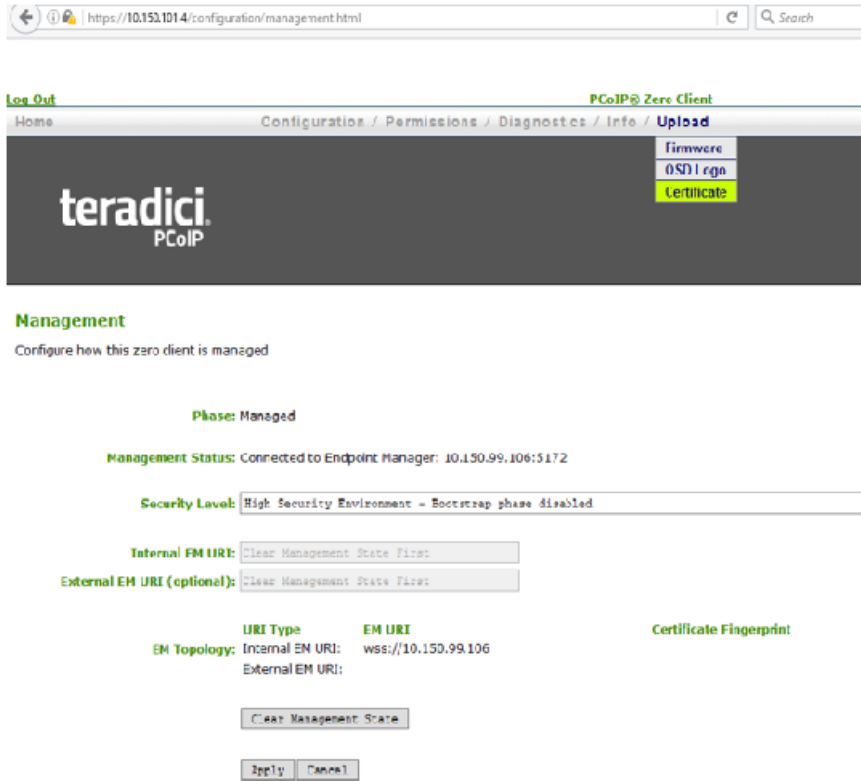 https://10.150.101.4/configuration/management.html Search
Log Out PCoIP® Zero Client
Home Configuration / Permissions / Diagnostics / Info / Upload
Firmware
OSD Logo
Certificate
teradici.
PCoIP
Management
Configure how this zero client is managed
Phase: Managed
Management Status: Connected to Endpoint Manager: 10.150.99.106:5172
Security Level: High Security Environment - Bootstrap phase disabled
Internal EM URI: Clear Management State First
External EM URI (optional): Clear Management State First
URI Type EM URI Certificate Fingerprint
EM Topology: Internal EM URI: wss://10.150.99.106
External EM URI:
Clear Management State
Apply Cancel